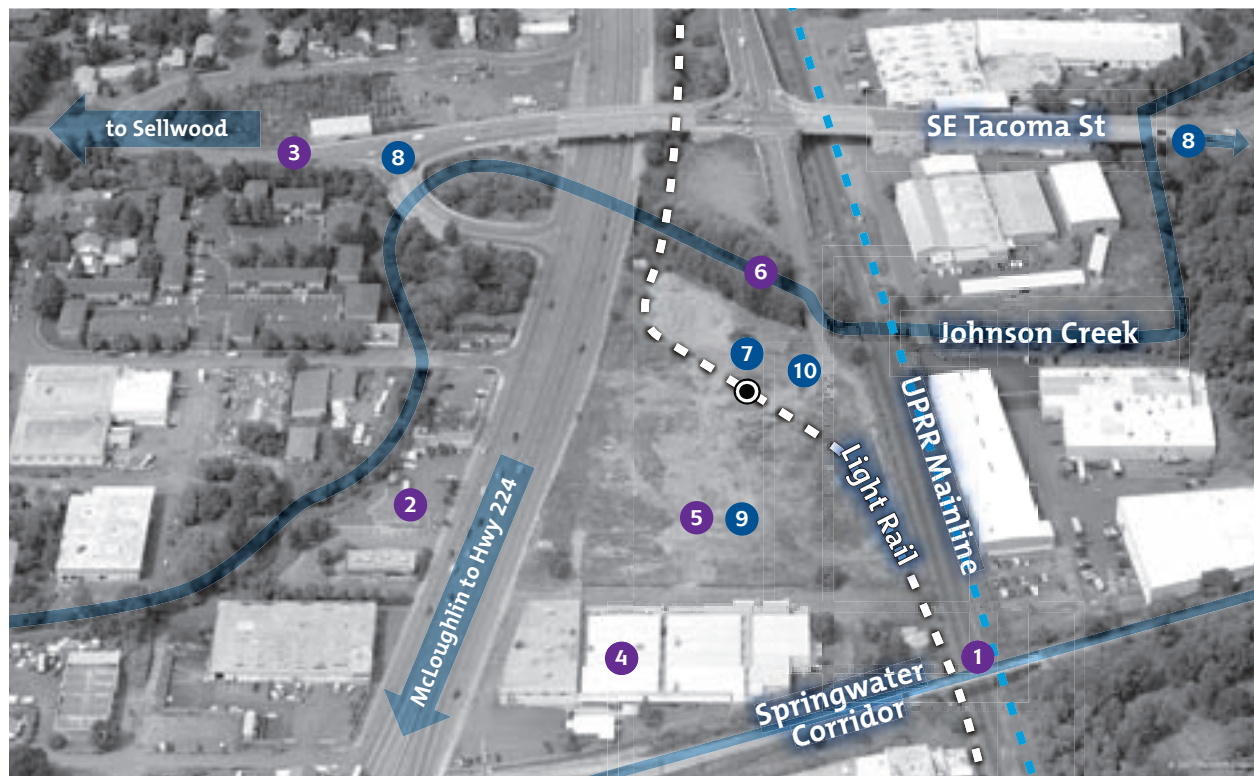 to Sellwood
3
8
SE Tacoma St
8
6
Johnson Creek
7
10
UPRR Mainline
Light Rail
2
5
9
McLoughlin to Hwy 224
4
1
Springwater
Corridor